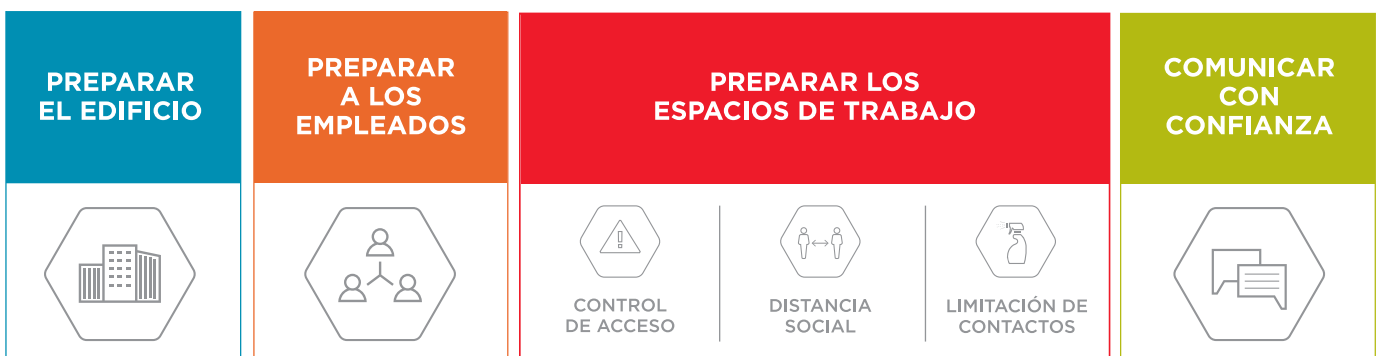 PREPARAR
EL EDIFICIO
PREPARAR
A LOS
EMPLEADOS
PREPARAR LOS
ESPACIOS DE TRABAJO
CONTROL
DE ACCESO
DISTANCIA
SOCIAL
LIMITACIÓN DE
CONTACTOS
COMUNICAR
CON
CONFIANZA